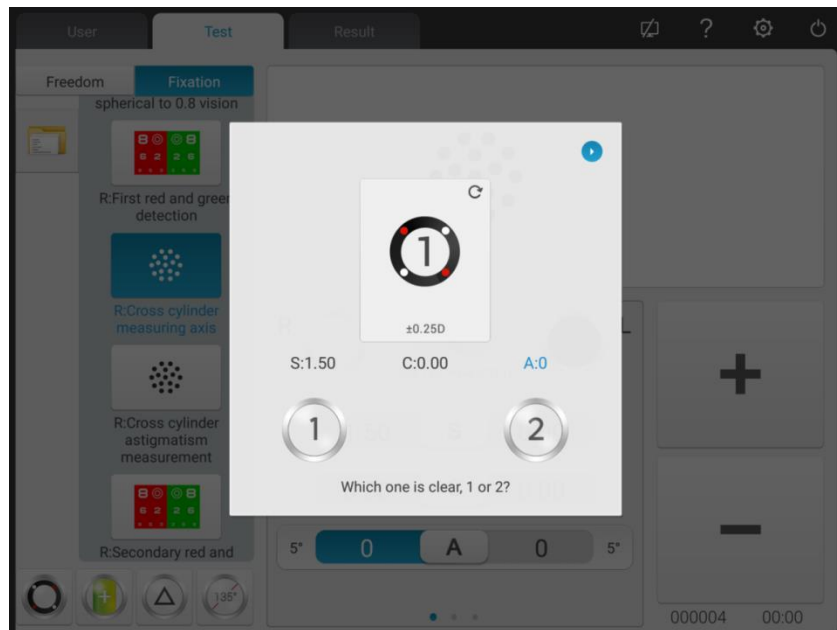 User
Test
Result
?
Freedom
Fixation
spherical to 0.8 vision
R:First red and green
detection
R:Cross cylinder
measuring axis
R:Cross cylinder
astigmatism
measurement
R:Secondary red and
1
±0.25D
S:1.50
C:0.00
A:0
1
2
Which one is clear, 1 or 2?
L
+
−
5°
0
A
0
5°
135°
000004
00:00